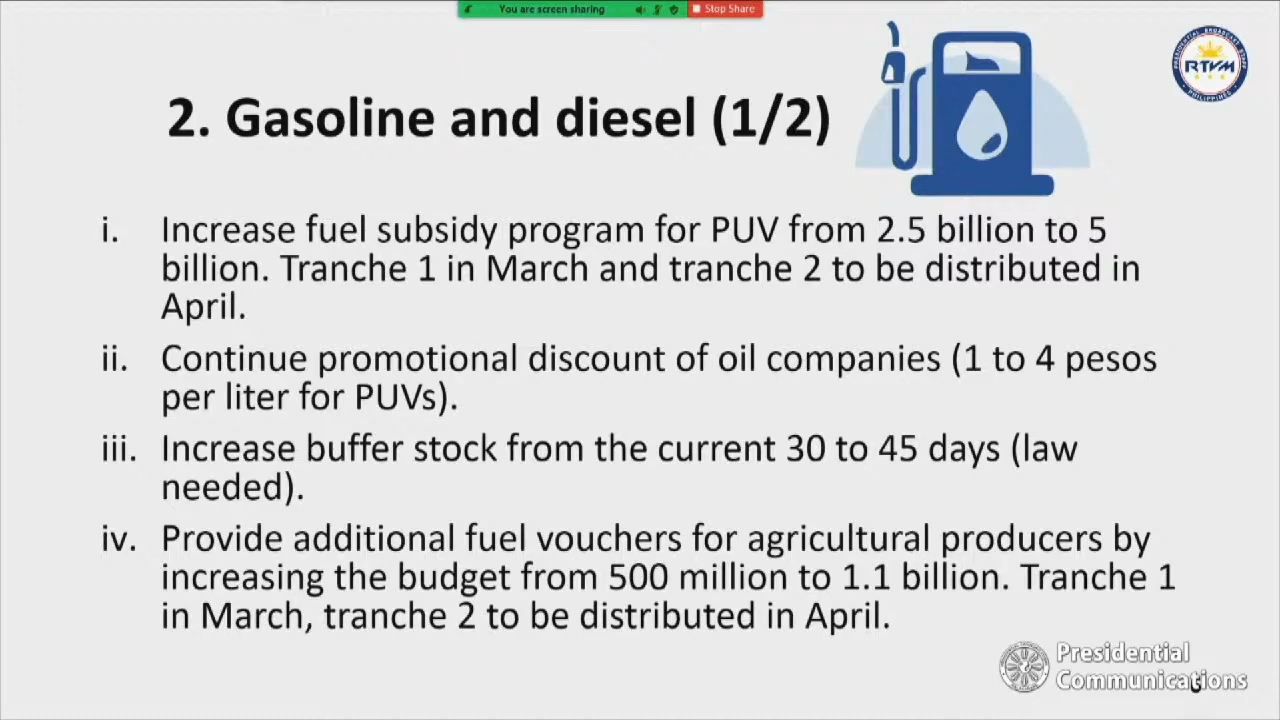 You are screen sharing
Stop Share
PRESIDENTIAL BROADCAST STAFF
RTVM
PHILIPPINES
2. Gasoline and diesel (1/2)
i. Increase fuel subsidy program for PUV from 2.5 billion to 5
billion. Tranche 1 in March and tranche 2 to be distributed in
April.
ii. Continue promotional discount of oil companies (1 to 4 pesos
per liter for PUVs).
iii. Increase buffer stock from the current 30 to 45 days (law
needed).
iv. Provide additional fuel vouchers for agricultural producers by
increasing the budget from 500 million to 1.1 billion. Tranche 1
in March, tranche 2 to be distributed in April.
Presidential
Communications